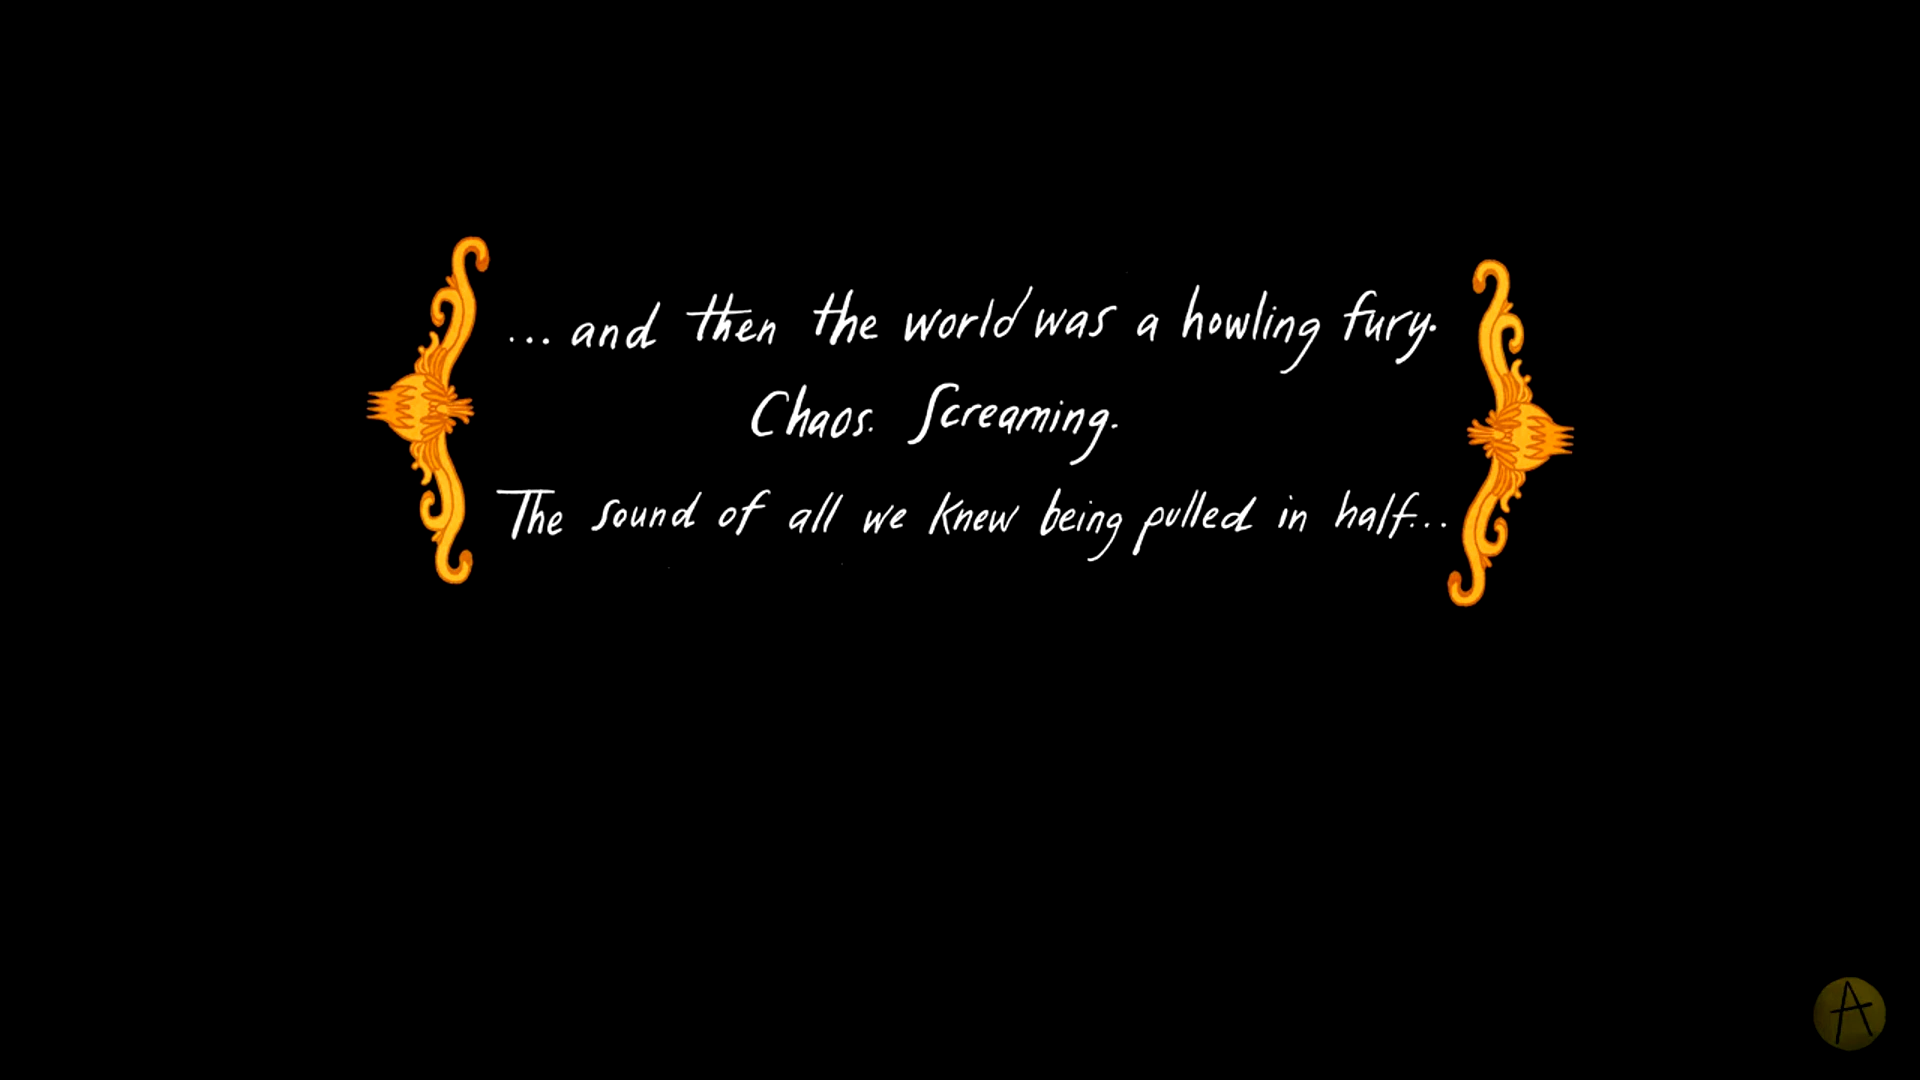 ...and then the world was a howling fury.
Chaos. Screaming.
The sound of all we knew being pulled in half...
A